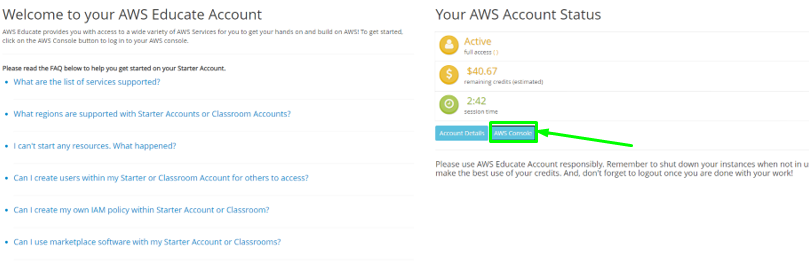 Welcome to your AWS Educate Account
AWS Educate provides you with access to a wide variety of AWS Services for you to get your hands on and build on AWS! To get started,
click on the AWS Console button to log in to your AWS console.
Please read the FAQ below to help you get started on your Starter Account.
• What are the list of services supported?
• What regions are supported with Starter Accounts or Classroom Accounts?
• I can't start any resources. What happened?
• Can I create users within my Starter or Classroom Account for others to access?
• Can I create my own IAM policy within Starter Account or Classroom?
• Can I use marketplace software with my Starter Account or Classrooms?
Your AWS Account Status
Active
full access ()
$40.67
remaining credits (estimated)
2:42
session time
Account Details
AWS Console
Please use AWS Educate Account responsibly. Remember to shut down your instances when not in u
make the best use of your credits. And, don't forget to logout once you are done with your work!